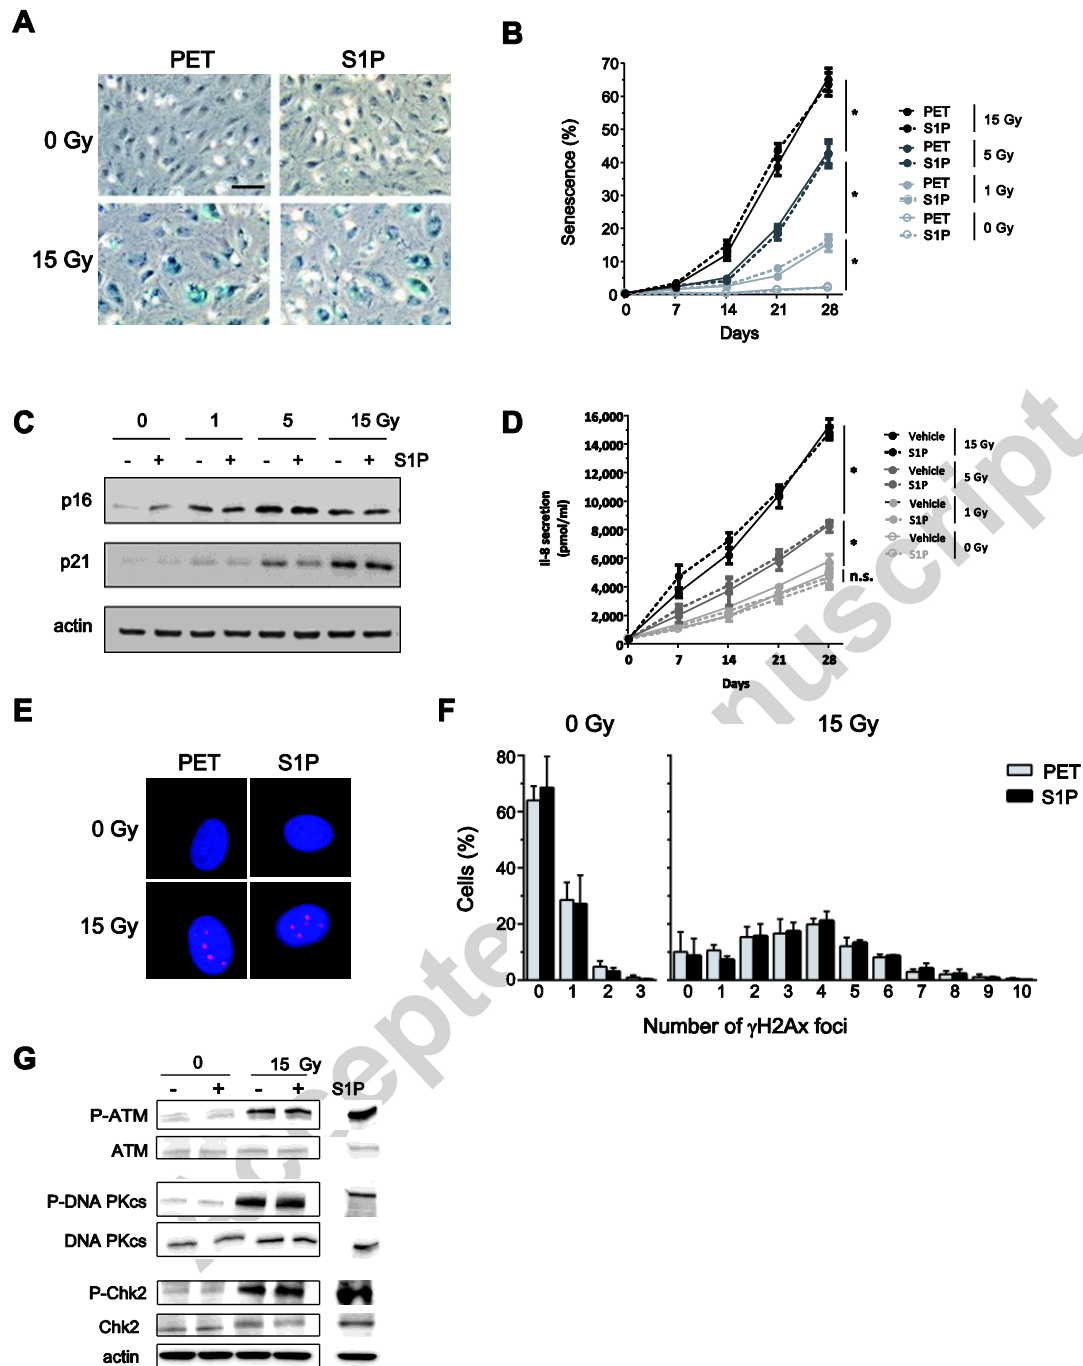 A
PET S1P
0 Gy
15 Gy
B
Senescence (%)
70
60
50
40
30
20
10
0
0 7 14 21 28
Days
PET
S1P
15 Gy
PET
S1P
5 Gy
PET
S1P
1 Gy
PET
S1P
0 Gy
*
*
*
C
0 1 5 15 Gy
- + - + - + - + S1P
p16
p21
actin
D
Il-8 secretion
(pmol/ml)
16,000
14,000
12,000
10,000
8,000
6,000
4,000
2,000
0
0 7 14 21 28
Days
Vehicle
S1P
15 Gy
Vehicle
S1P
5 Gy
Vehicle
S1P
1 Gy
Vehicle
S1P
0 Gy
*
*
n.s.
E
PET S1P
0 Gy
15 Gy
F
0 Gy 15 Gy
PET
S1P
Cells (%)
80
60
40
20
0
0 1 2 3 0 1 2 3 4 5 6 7 8 9 10
Number of γH2Ax foci
G
0 15 Gy
- + - + S1P
P-ATM
ATM
P-DNA PKcs
DNA PKcs
P-Chk2
Chk2
actin